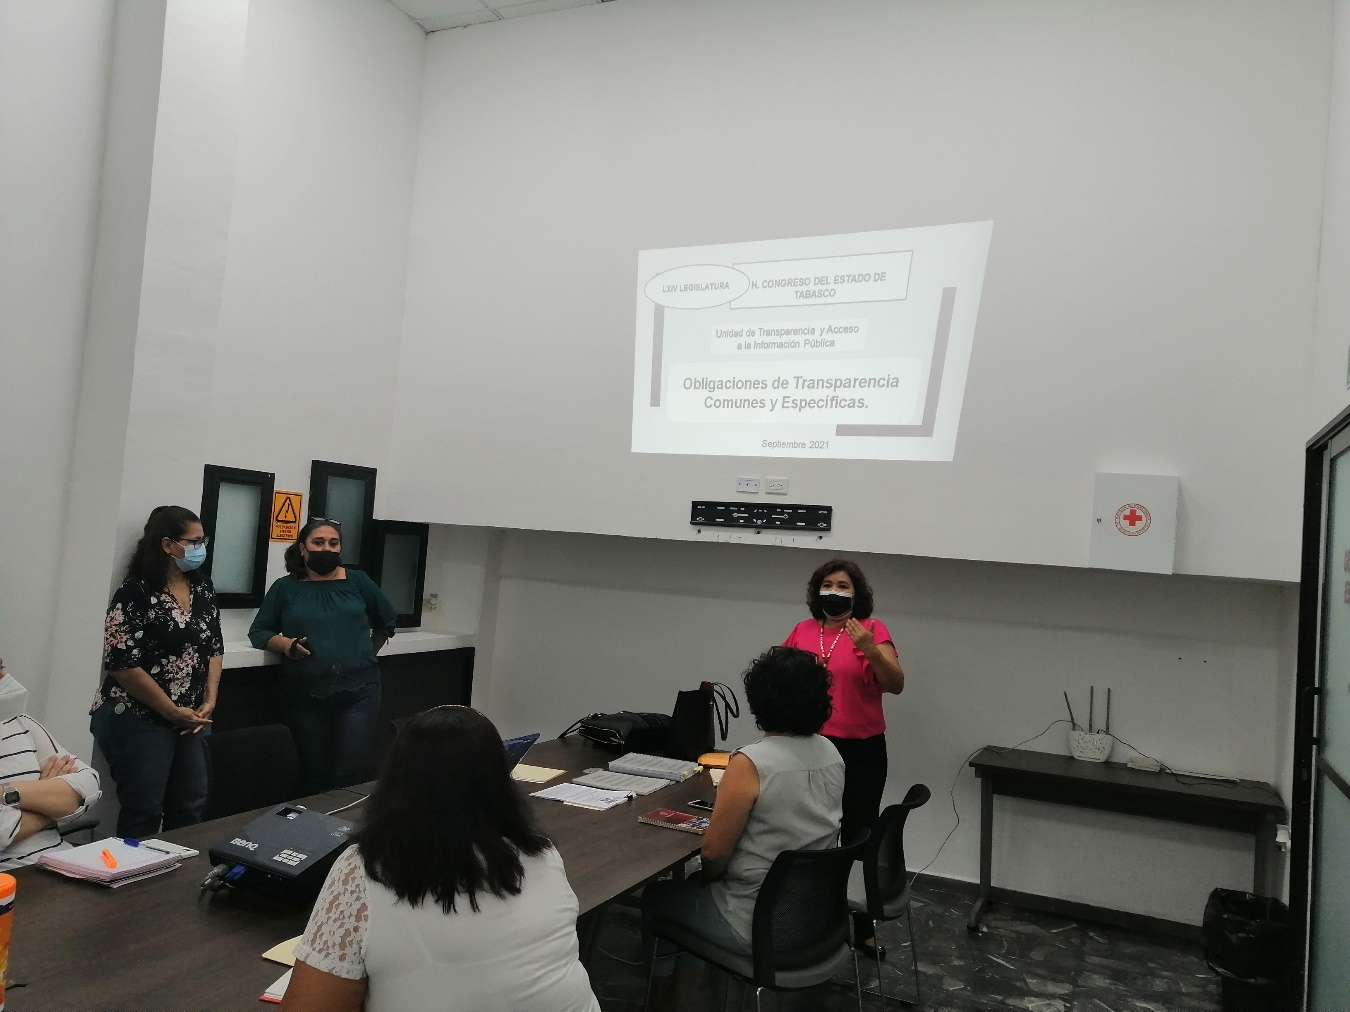 LXIV LEGISLATURA
H. CONGRESO DEL ESTADO DE
TABASCO
Unidad de Transparencia y Acceso
a la Información Pública
Obligaciones de Transparencia
Comunes y Específicas.
Septiembre 2021